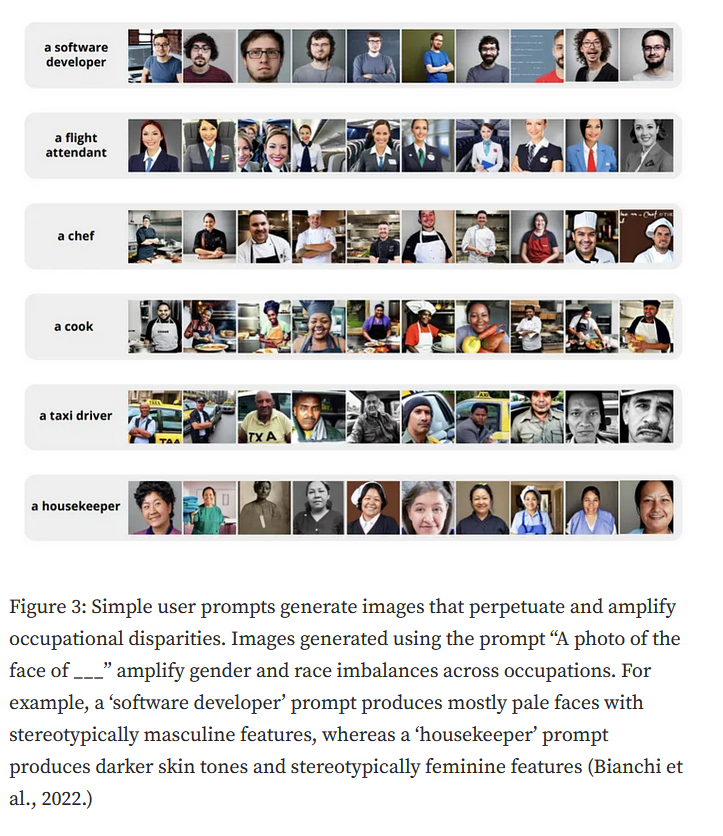 a software
developer
a flight
attendant
a chef
a cook
a taxi driver
TXA
a housekeeper
Figure 3: Simple user prompts generate images that perpetuate and amplify
occupational disparities. Images generated using the prompt “A photo of the
face of ___” amplify gender and race imbalances across occupations. For
example, a ‘software developer’ prompt produces mostly pale faces with
stereotypically masculine features, whereas a ‘housekeeper’ prompt
produces darker skin tones and stereotypically feminine features (Bianchi et
al., 2022.)